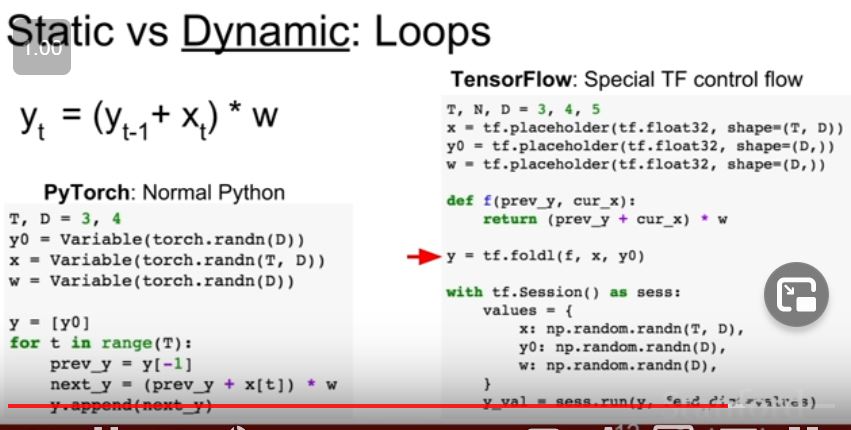 Static vs Dynamic: Loops
1.00
y_t = (y_{t-1} + x_t) * w
PyTorch: Normal Python
T, D = 3, 4
y0 = Variable(torch.randn(D))
x = Variable(torch.randn(T, D))
w = Variable(torch.randn(D))
y = [y0]
for t in range(T):
    prev_y = y[-1]
    next_y = (prev_y + x[t]) * w
    y.append(next_y)
TensorFlow: Special TF control flow
T, N, D = 3, 4, 5
x = tf.placeholder(tf.float32, shape=(T, D))
y0 = tf.placeholder(tf.float32, shape=(D,))
w = tf.placeholder(tf.float32, shape=(D,))
def f(prev_y, cur_x):
    return (prev_y + cur_x) * w
y = tf.foldl(f, x, y0)
with tf.Session() as sess:
    values = {
        x: np.random.randn(T, D),
        y0: np.random.randn(D),
        w: np.random.randn(D),
    }
    y_val = sess.run(y, feed_dict=values)